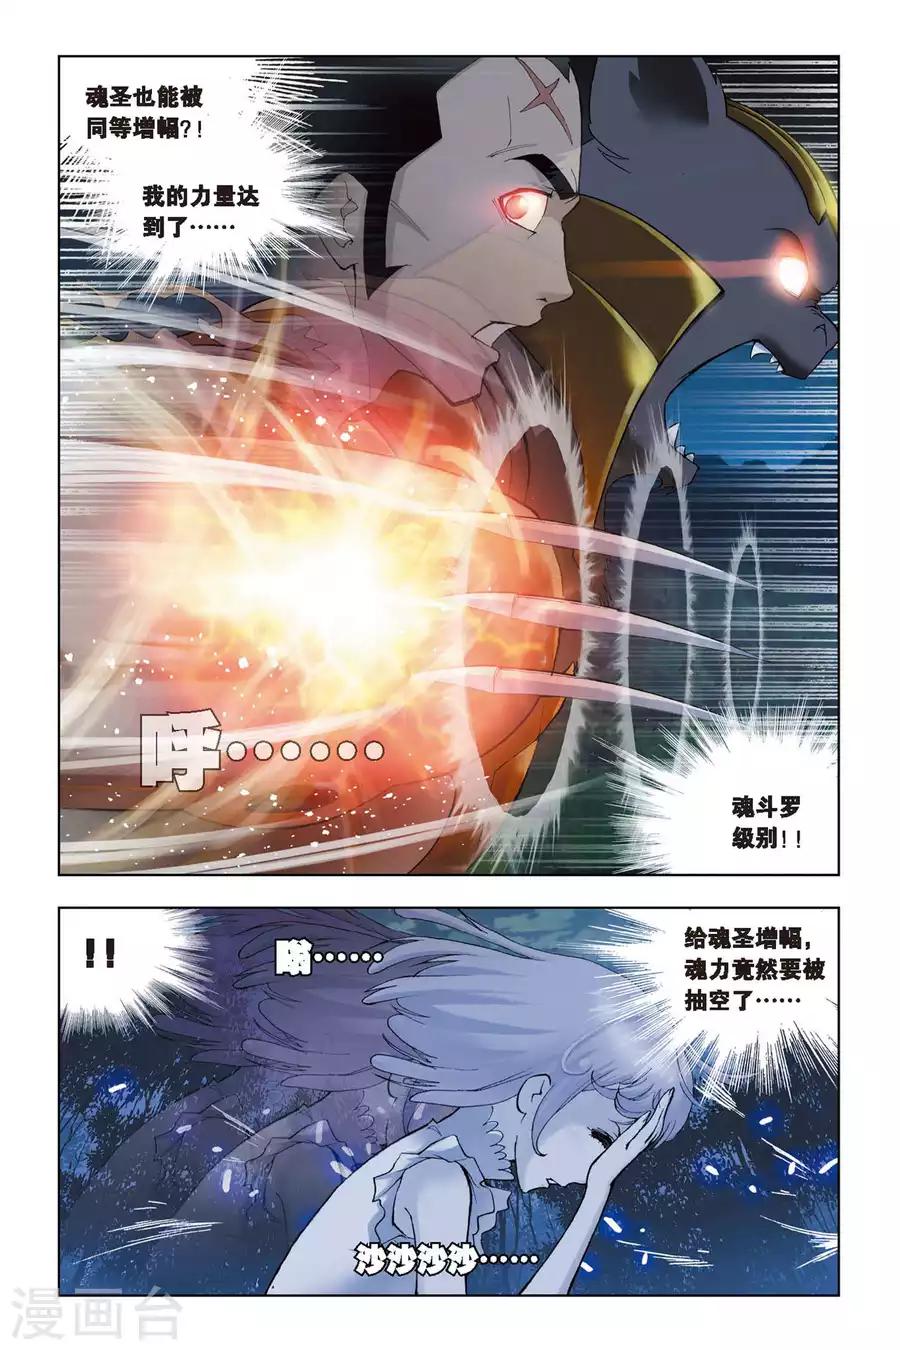 魂圣也能被
同等增幅?!
我的力量达
到了……
呼……
魂斗罗
级别!!
!!
嗡……
给魂圣增幅，
魂力竟然要被
抽空了……
沙沙沙沙……
漫画台